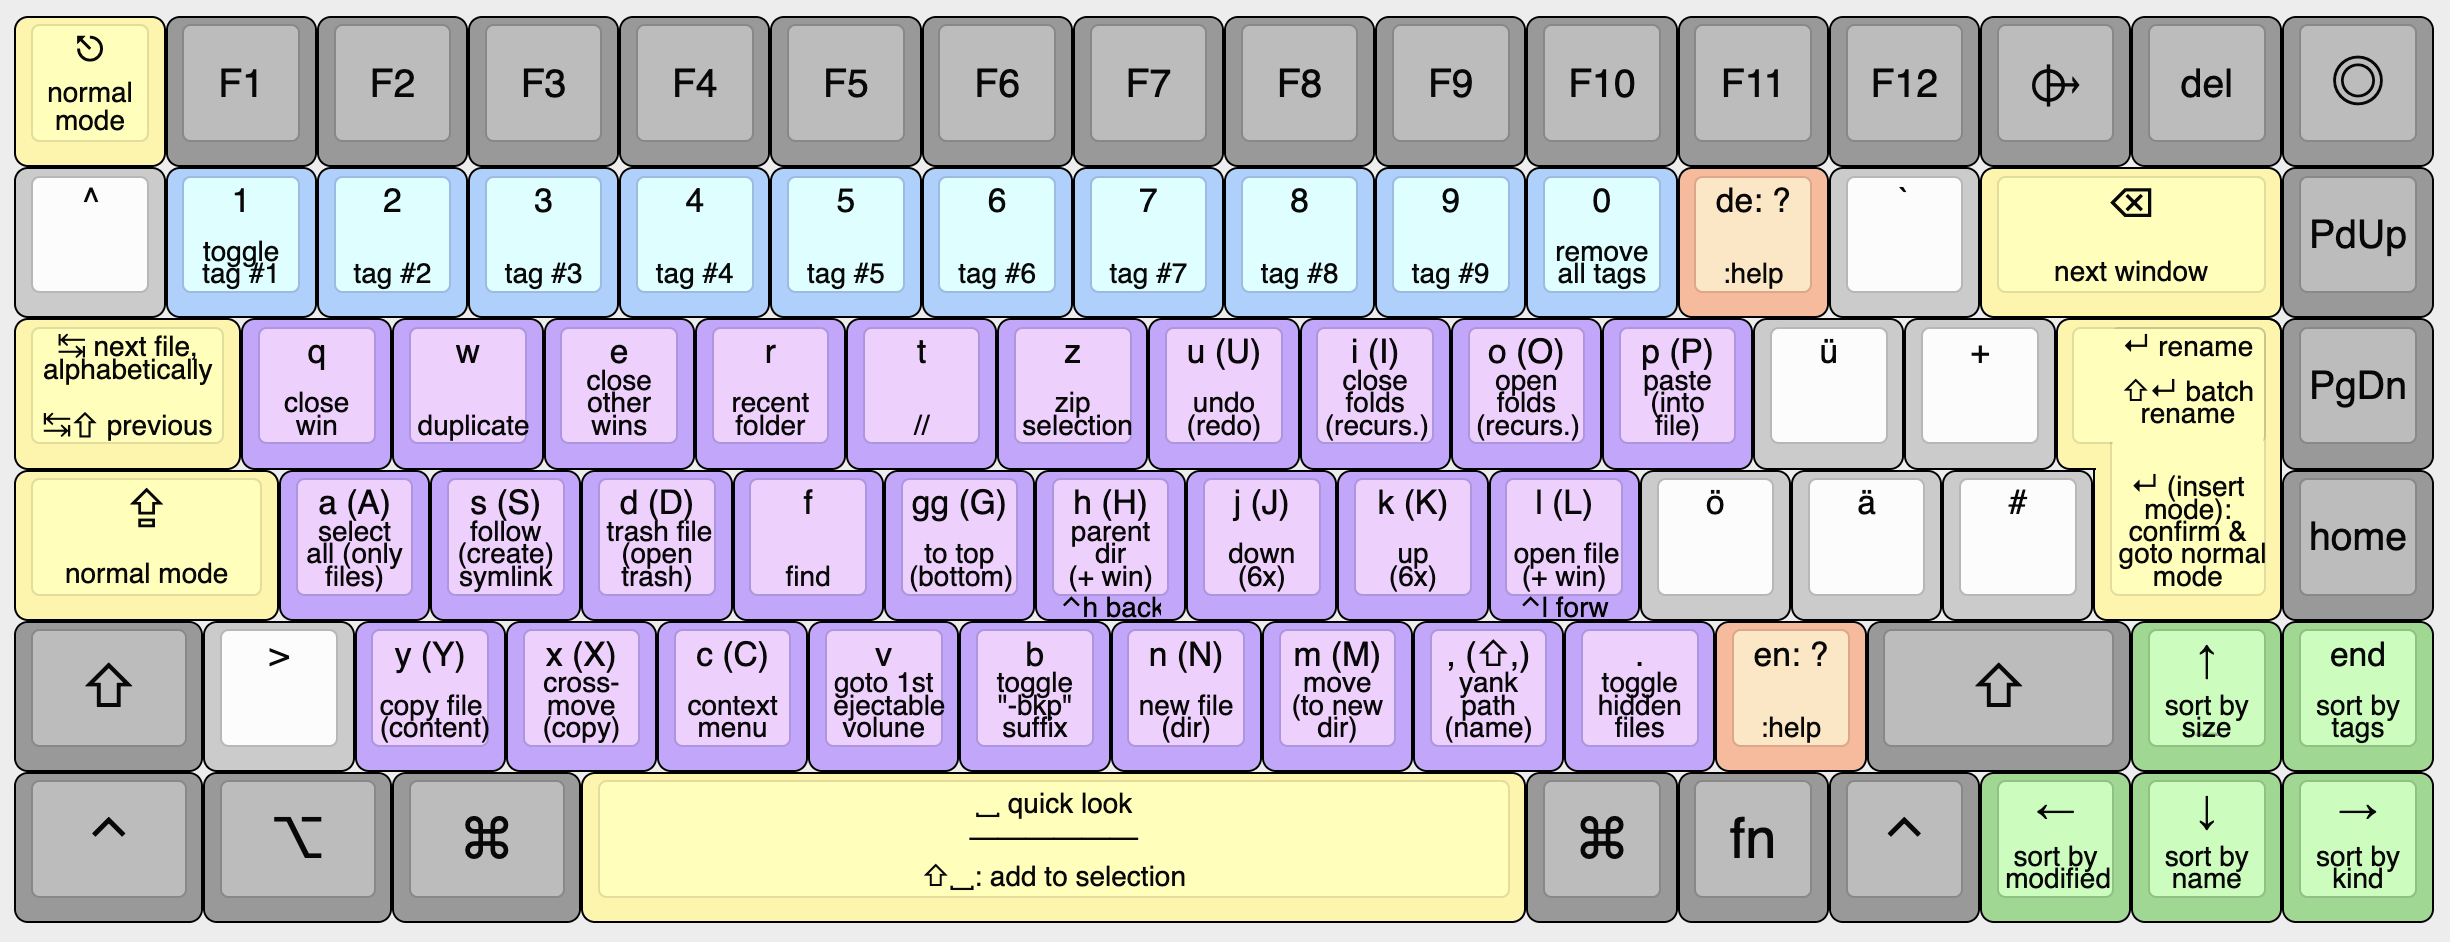 ⎋
normal
mode
F1
F2
F3
F4
F5
F6
F7
F8
F9
F10
F11
F12
del
^
1
toggle
tag #1
2
tag #2
3
tag #3
4
tag #4
5
tag #5
6
tag #6
7
tag #7
8
tag #8
9
tag #9
0
remove
all tags
de: ?
:help
`
⌫
next window
PdUp
↹ next file,
alphabetically
↹⇧ previous
q
close
win
w
duplicate
e
close
other
wins
r
recent
folder
t
//
z
zip
selection
u (U)
undo
(redo)
i (I)
close
folds
(recurs.)
o (O)
open
folds
(recurs.)
p (P)
paste
(into
file)
ü
+
↵ rename
⇧↵ batch
rename
PgDn
⇪
normal mode
a (A)
select
all (only
files)
s (S)
follow
(create)
symlink
d (D)
trash file
(open
trash)
f
find
gg (G)
to top
(bottom)
h (H)
parent
dir
(+ win)
^h back
j (J)
down
(6x)
k (K)
up
(6x)
l (L)
open file
(+ win)
^l forw
ö
ä
#
↵ (insert
mode):
confirm &
goto normal
mode
home
⇧
>
y (Y)
copy file
(content)
x (X)
cross-
move
(copy)
c (C)
context
menu
v
goto 1st
ejectable
volune
b
toggle
"-bkp"
suffix
n (N)
new file
(dir)
m (M)
move
(to new
dir)
, (⇧,)
yank
path
(name)
.
toggle
hidden
files
en: ?
:help
⇧
↑
sort by
size
end
sort by
tags
^
⌥
⌘
⎵ quick look
⇧⎵: add to selection
⌘
fn
^
←
sort by
modified
↓
sort by
name
→
sort by
kind